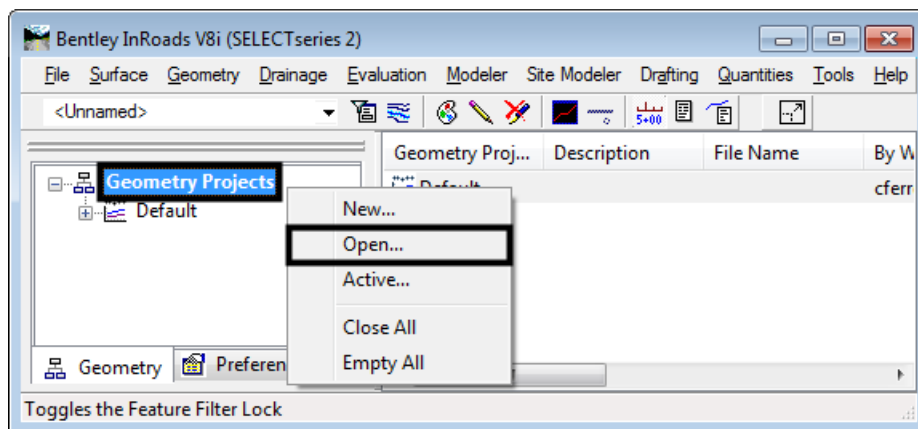 Bentley InRoads V8i (SELECTseries 2)
File Surface Geometry Drainage Evaluation Modeler Site Modeler Drafting Quantities Tools Help
<Unnamed>
5+00
Geometry Proj... Description File Name By W
Geometry Projects
Default
cferr
Default
New...
Open...
Active...
Close All
Empty All
Geometry Preferen
Toggles the Feature Filter Lock